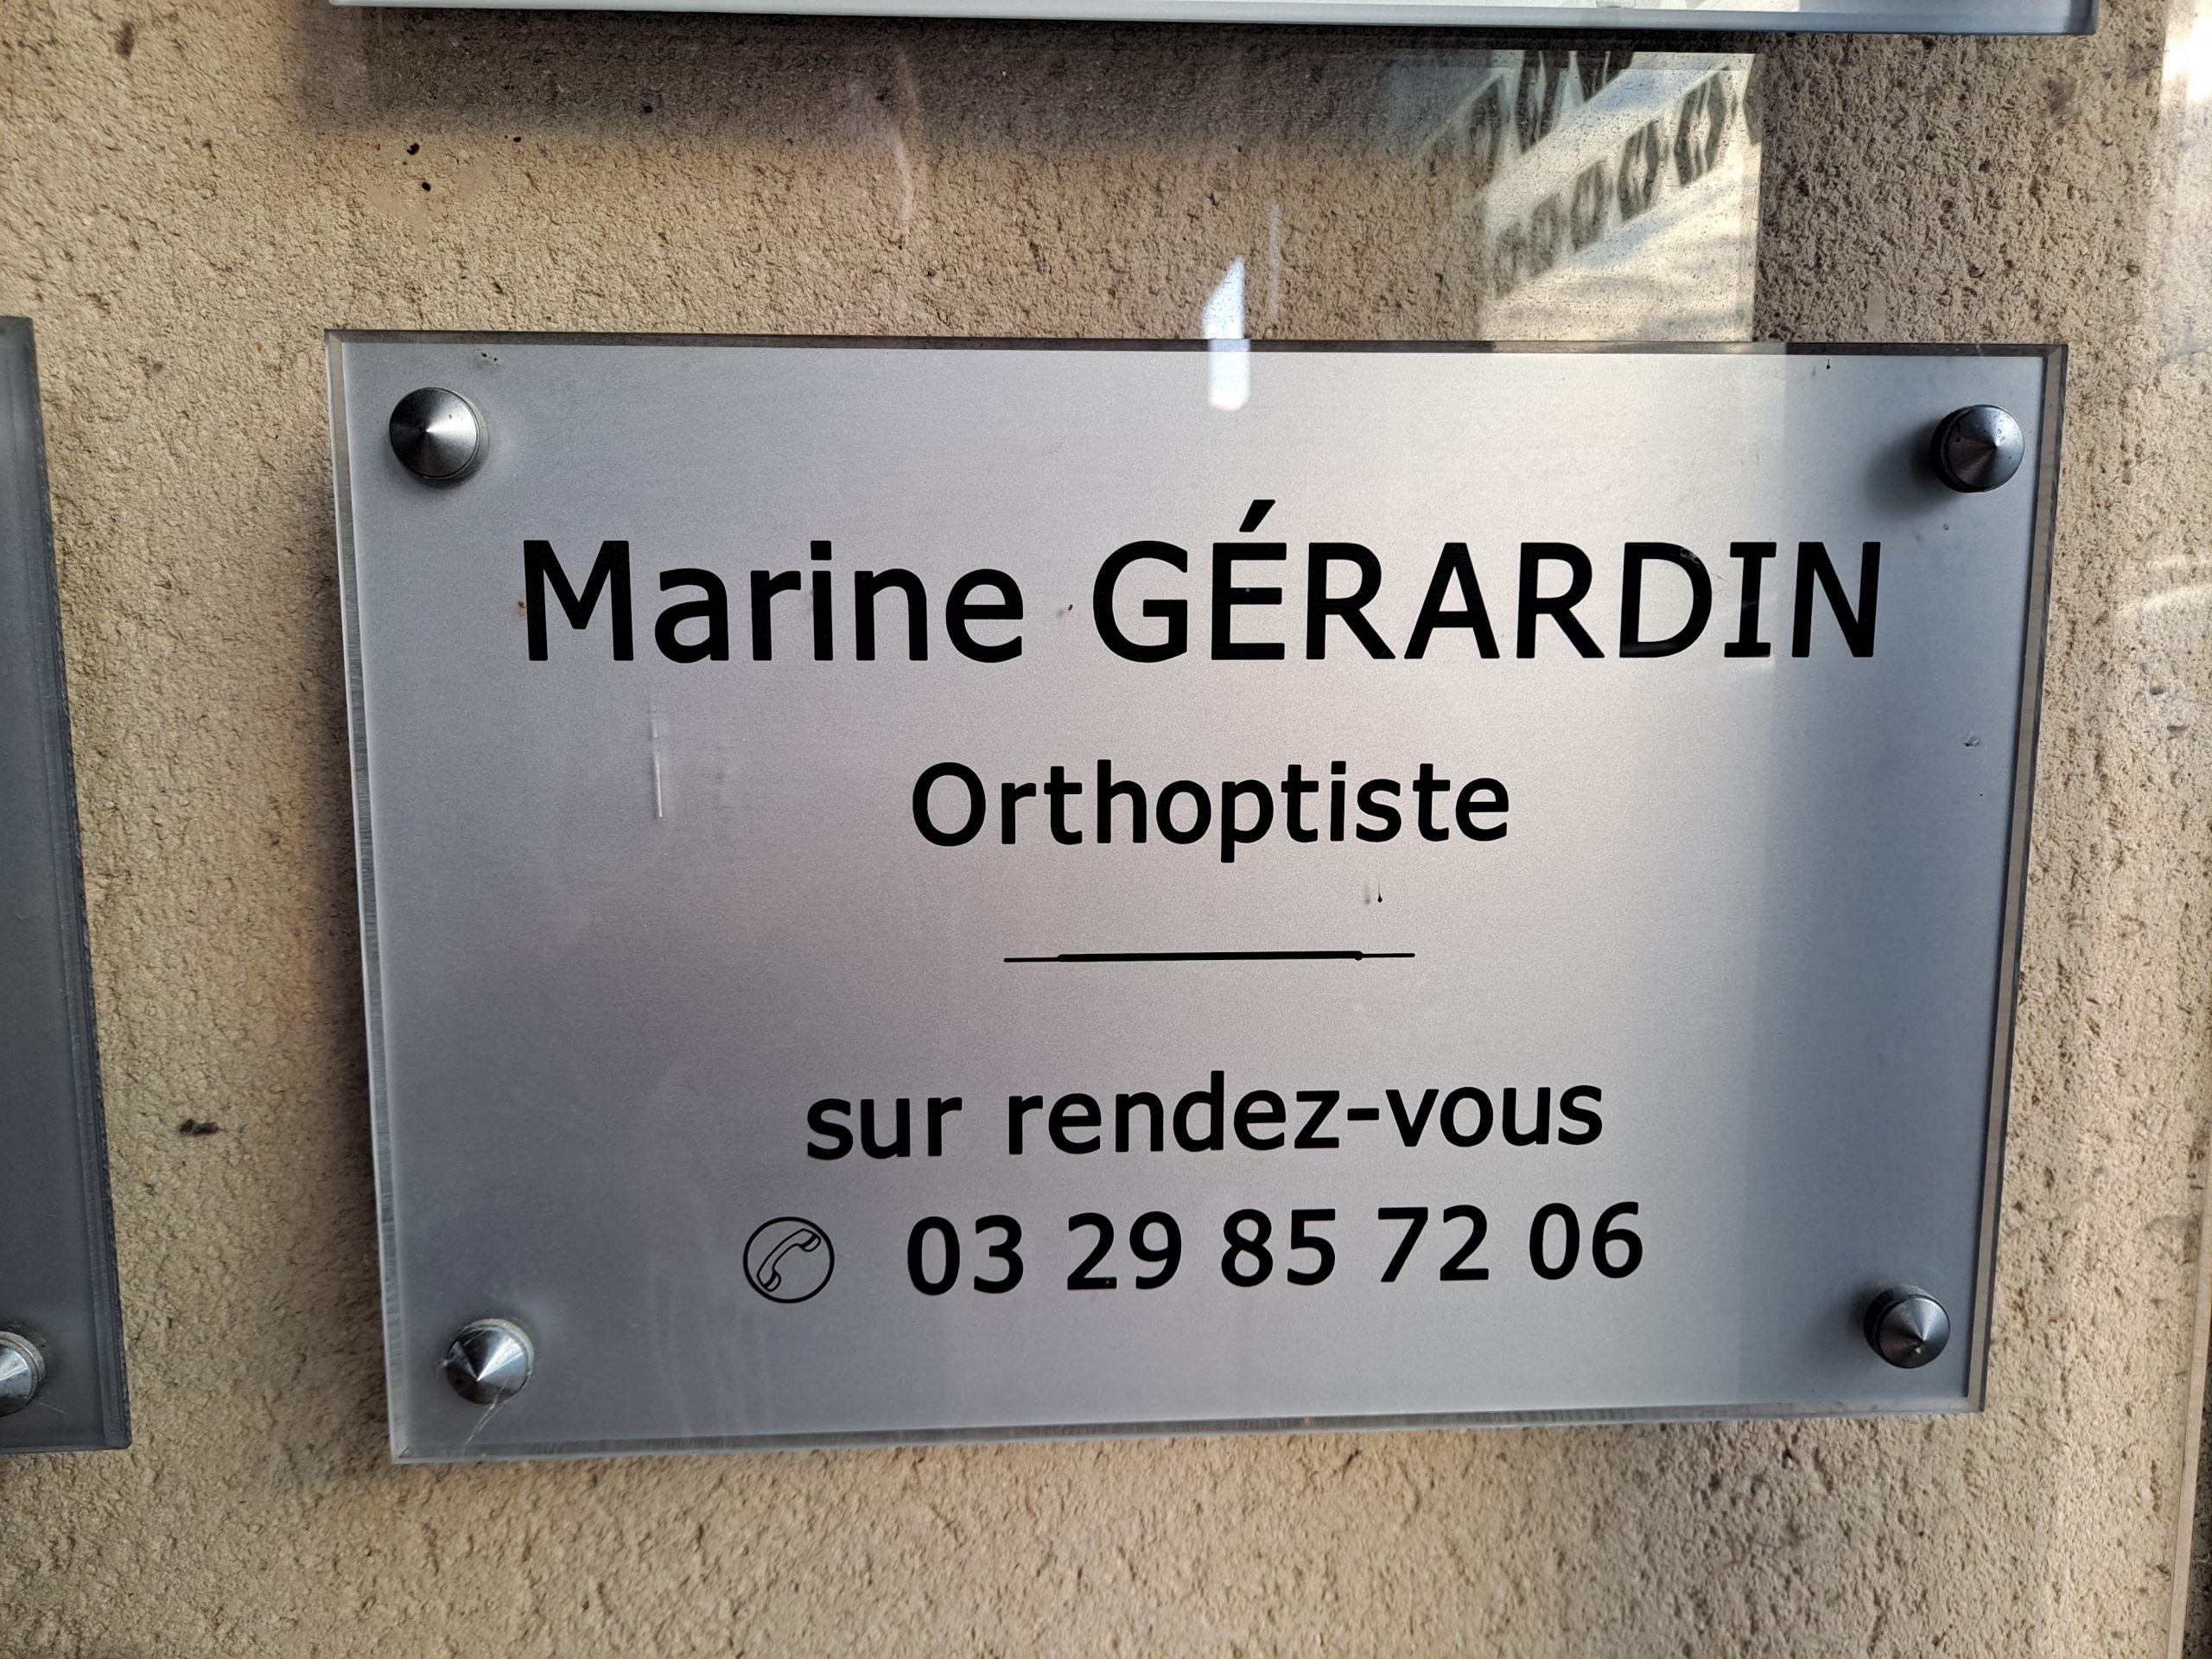 Marine GÉRARDIN
Orthoptiste
sur rendez-vous
03 29 85 72 06